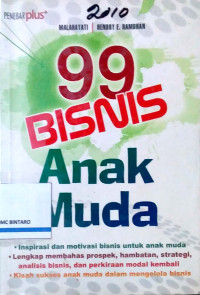 PENEBAR plus+
2010
MALAHAYATI | HENDRY E. RAMDHAN
99
BISNIS
Anak
Muda
MC BINTARO
• Inspirasi dan motivasi bisnis untuk anak muda
• Lengkap membahas prospek, hambatan, strategi,
analisis bisnis, dan perkiraan modal kembali
• Kisah sukses anak muda dalam mengelola bisnis